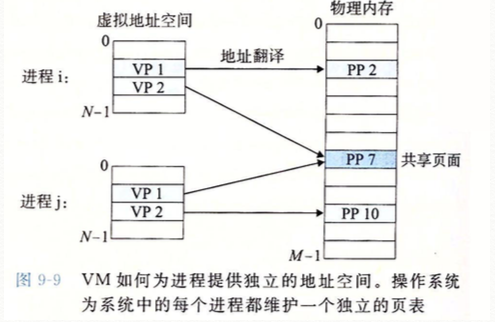 虚拟地址空间
物理内存
0
0
地址翻译
进程 i:
VP 1
VP 2
PP 2
N-1
PP 7
共享页面
0
进程 j:
VP 1
VP 2
PP 10
N-1
M-1
图 9-9 VM 如何为进程提供独立的地址空间。操作系统
为系统中的每个进程都维护一个独立的页表